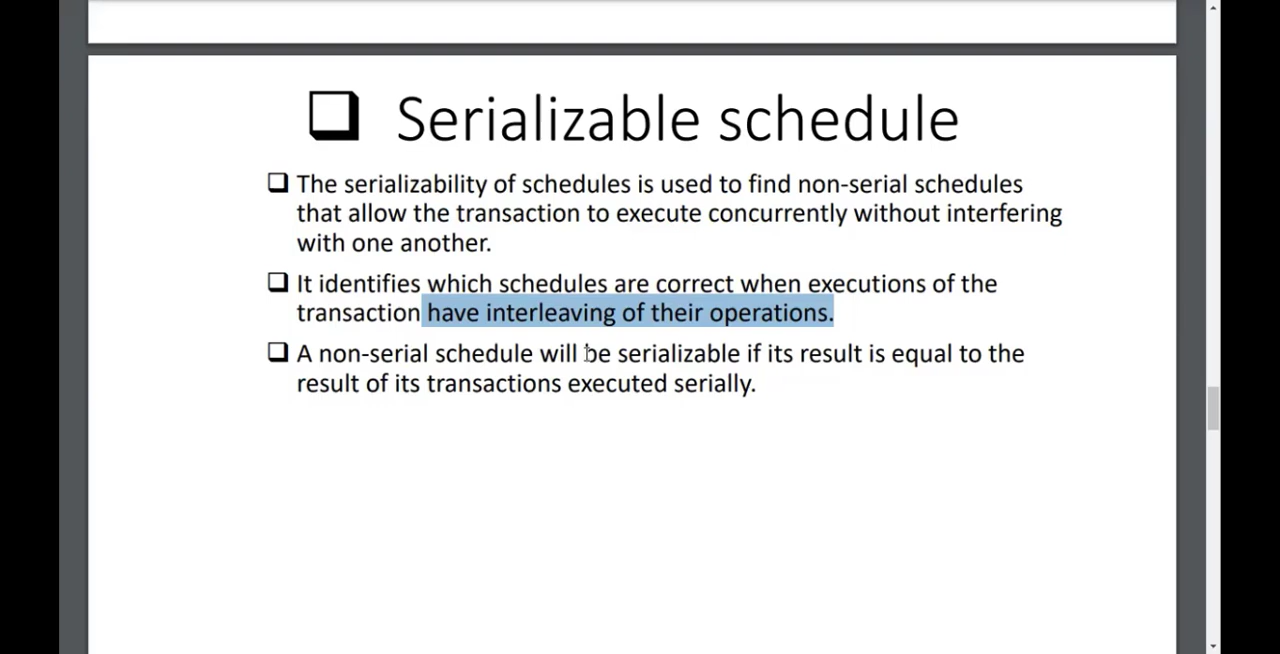 Serializable schedule
The serializability of schedules is used to find non-serial schedules
that allow the transaction to execute concurrently without interfering
with one another.
It identifies which schedules are correct when executions of the
transaction have interleaving of their operations.
A non-serial schedule will be serializable if its result is equal to the
result of its transactions executed serially.